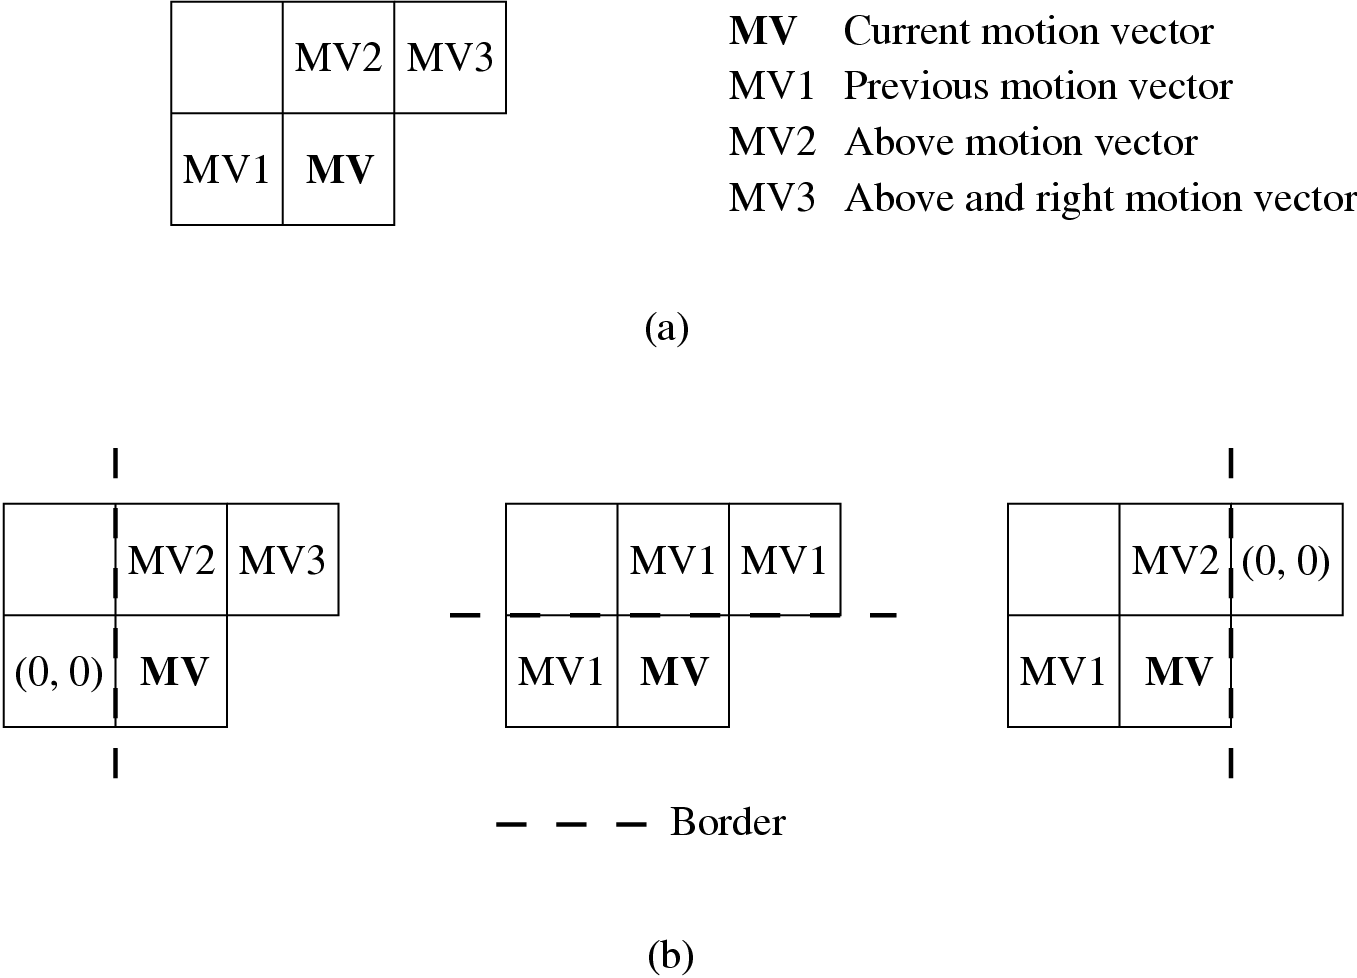 MV2 MV3
MV1 MV
MV Current motion vector
MV1 Previous motion vector
MV2 Above motion vector
MV3 Above and right motion vector
(a)
MV2 MV3
(0, 0) MV
MV1 MV1
MV1 MV
MV2 (0, 0)
MV1 MV
Border
(b)